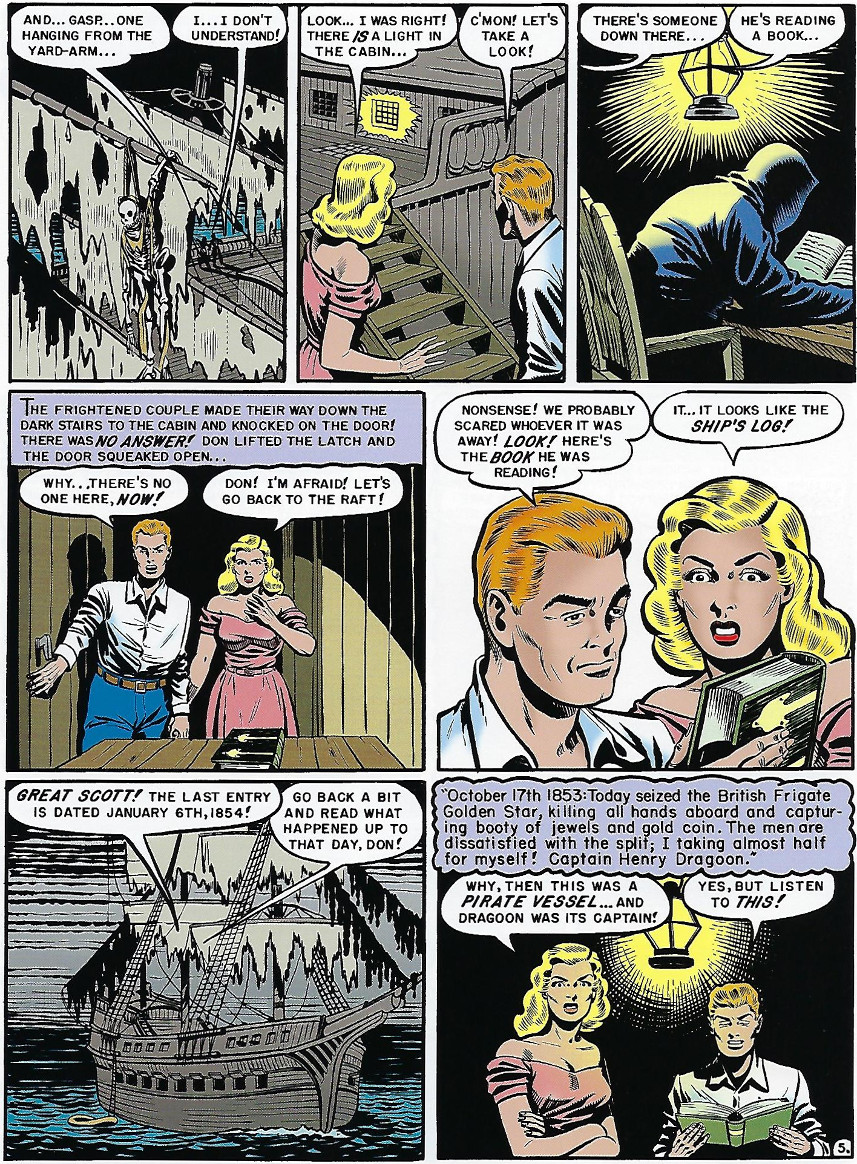 AND... GASP...ONE
HANGING FROM THE
YARD-ARM...
I...I DON'T
UNDERSTAND!
LOOK... I WAS RIGHT!
THERE IS A LIGHT IN
THE CABIN...
C'MON! LET'S
TAKE A
LOOK!
THERE'S SOMEONE
DOWN THERE...
HE'S READING
A BOOK...
THE FRIGHTENED COUPLE MADE THEIR WAY DOWN THE
DARK STAIRS TO THE CABIN AND KNOCKED ON THE DOOR!
THERE WAS NO ANSWER! DON LIFTED THE LATCH AND
THE DOOR SQUEAKED OPEN...
WHY...THERE'S NO
ONE HERE, NOW!
DON! I'M AFRAID! LET'S
GO BACK TO THE RAFT!
NONSENSE! WE PROBABLY
SCARED WHOEVER IT WAS
AWAY! LOOK! HERE'S
THE BOOK HE WAS
READING!
IT...IT LOOKS LIKE THE
SHIP'S LOG!
GREAT SCOTT! THE LAST ENTRY
IS DATED JANUARY 6TH, 1854!
GO BACK A BIT
AND READ WHAT
HAPPENED UP TO
THAT DAY, DON!
"October 17th 1853: Today seized the British Frigate
Golden Star, killing all hands aboard and captur-
ing booty of jewels and gold coin. The men are
dissatisfied with the split; I taking almost half
for myself! Captain Henry Dragoon."
WHY, THEN THIS WAS A
PIRATE VESSEL...AND
DRAGOON WAS ITS CAPTAIN!
YES, BUT LISTEN
TO THIS!
5.